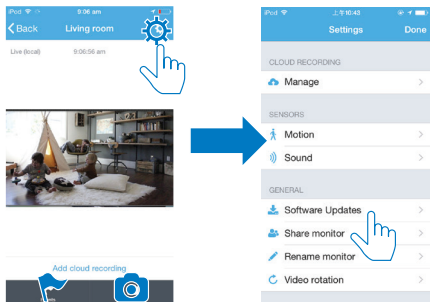 iPod 9:06 am
Back Living room
Live (local) 9:06:56 am
Add cloud recording
iPod 上午10:43
Settings Done
CLOUD RECORDING
Manage
SENSORS
Motion
Sound
GENERAL
Software Updates
Share monitor
Rename monitor
Video rotation